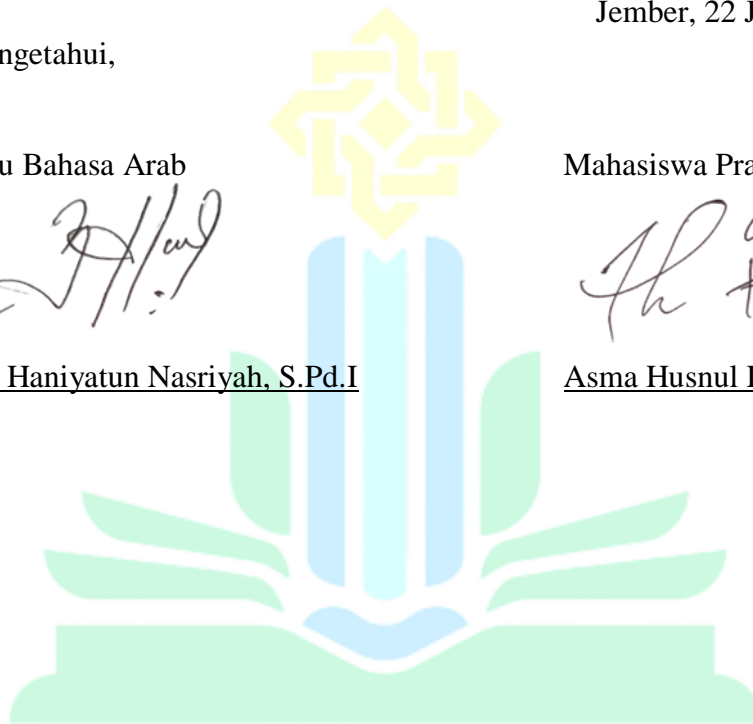 Jember, 22 J
ngetahui,
u Bahasa Arab Mahasiswa Pra
Haniyatun Nasriyah, S.Pd.I Asma Husnul